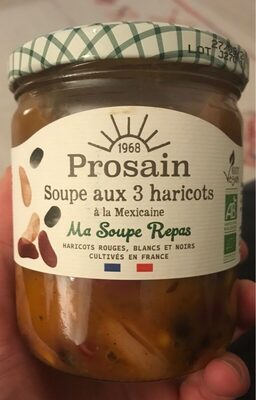 1968
Prosain
Soupe aux 3 haricots
à la Mexicaine
Ma Soupe Repas
HARICOTS ROUGES, BLANCS ET NOIRS
CULTIVÉS EN FRANCE
AB